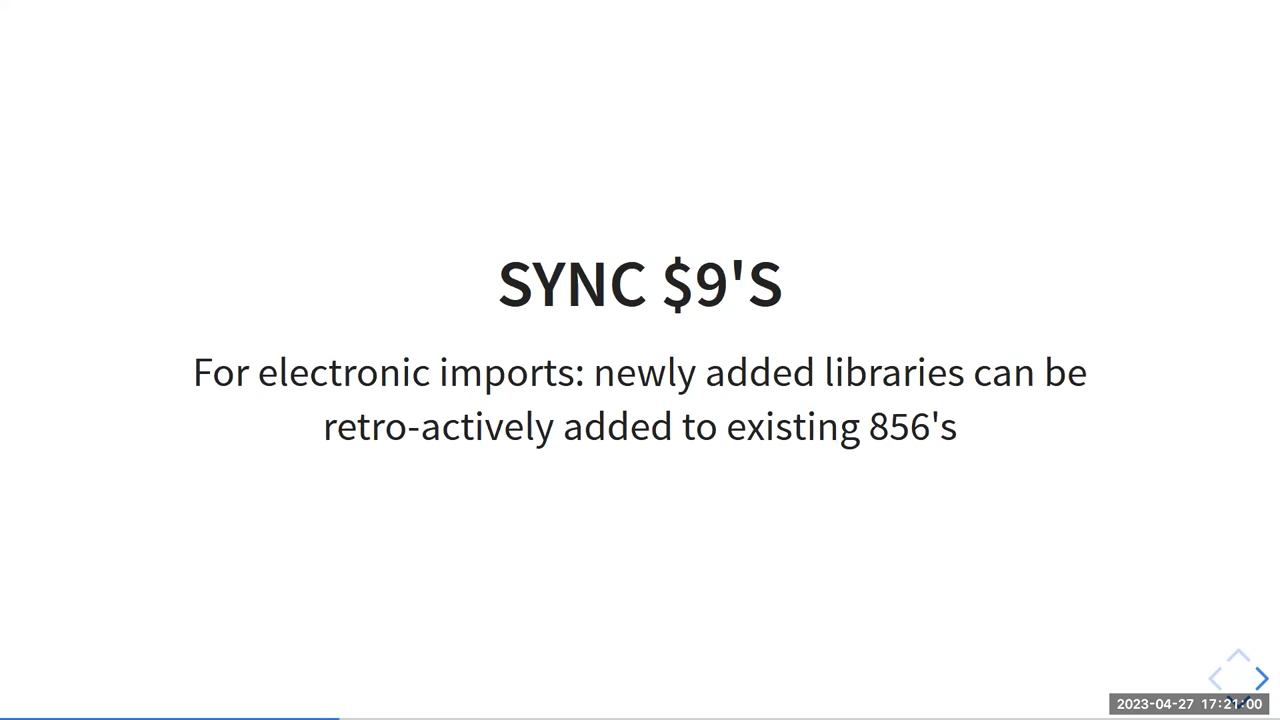 SYNC $9'S
For electronic imports: newly added libraries can be
retro-actively added to existing 856's
2023-04-27 17:21:00